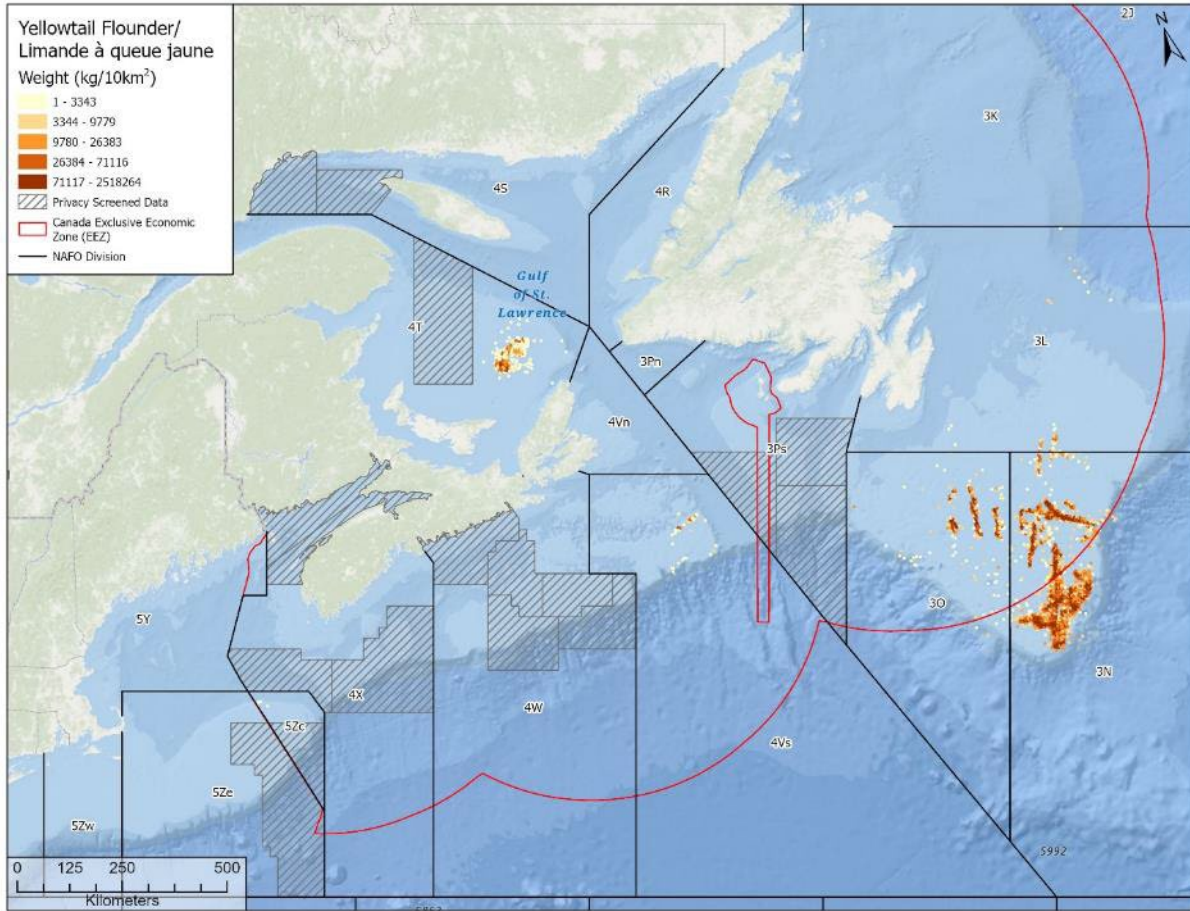 Yellowtail Flounder/
Limande à queue jaune
Weight (kg/10km²)
1 - 3343
3344 - 9779
9780 - 26383
26384 - 71116
71117 - 2518264
Privacy Screened Data
Canada Exclusive Economic
Zone (EEZ)
NAFO Division
2J
N
3K
4S
4R
Gulf
of St.
Lawrence
4T
3L
3Pn
4Vn
3Ps
5Y
3O
3N
4X
4W
5Zc
4Vs
5Ze
5Zw
5992
0 125 250 500
Kilometers